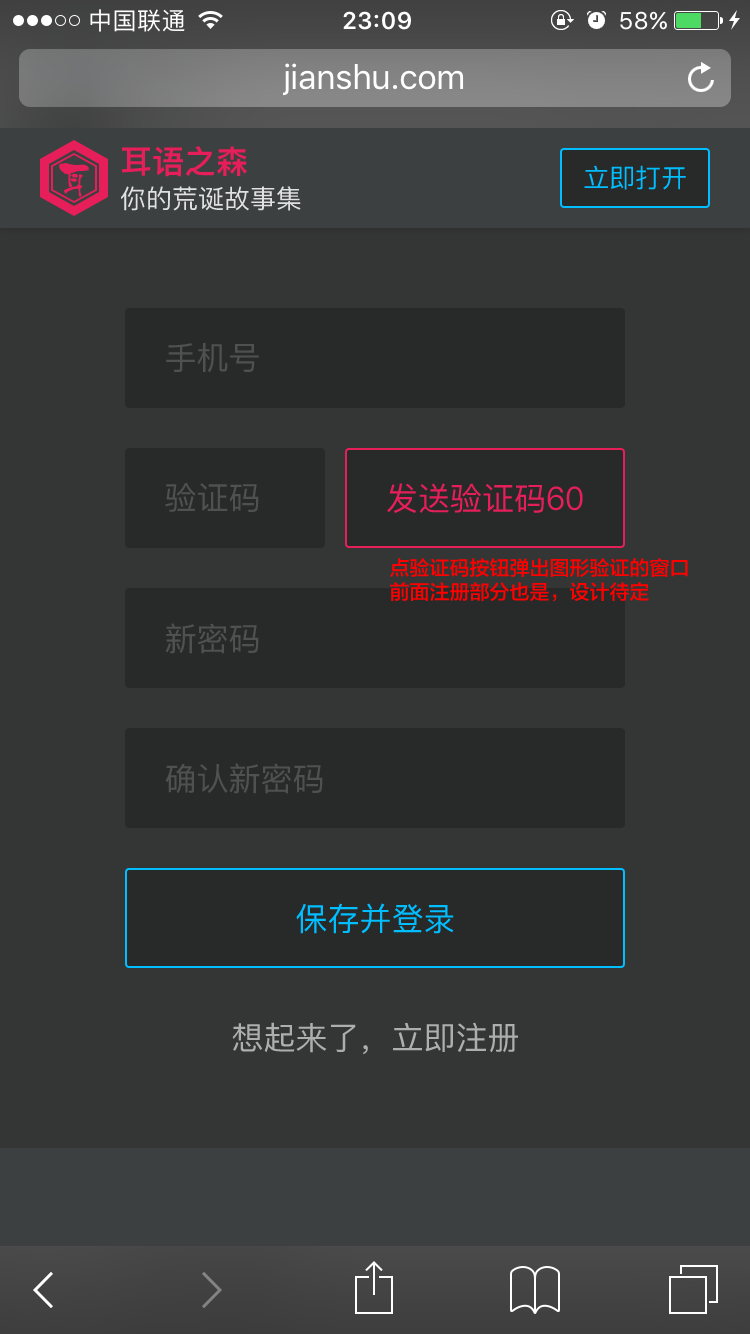 中国联通
23:09
58%
jianshu.com
耳语之森
你的荒诞故事集
立即打开
手机号
验证码
发送验证码60
点验证码按钮弹出图形验证的窗口
前面注册部分也是，设计待定
新密码
确认新密码
保存并登录
想起来了，立即注册